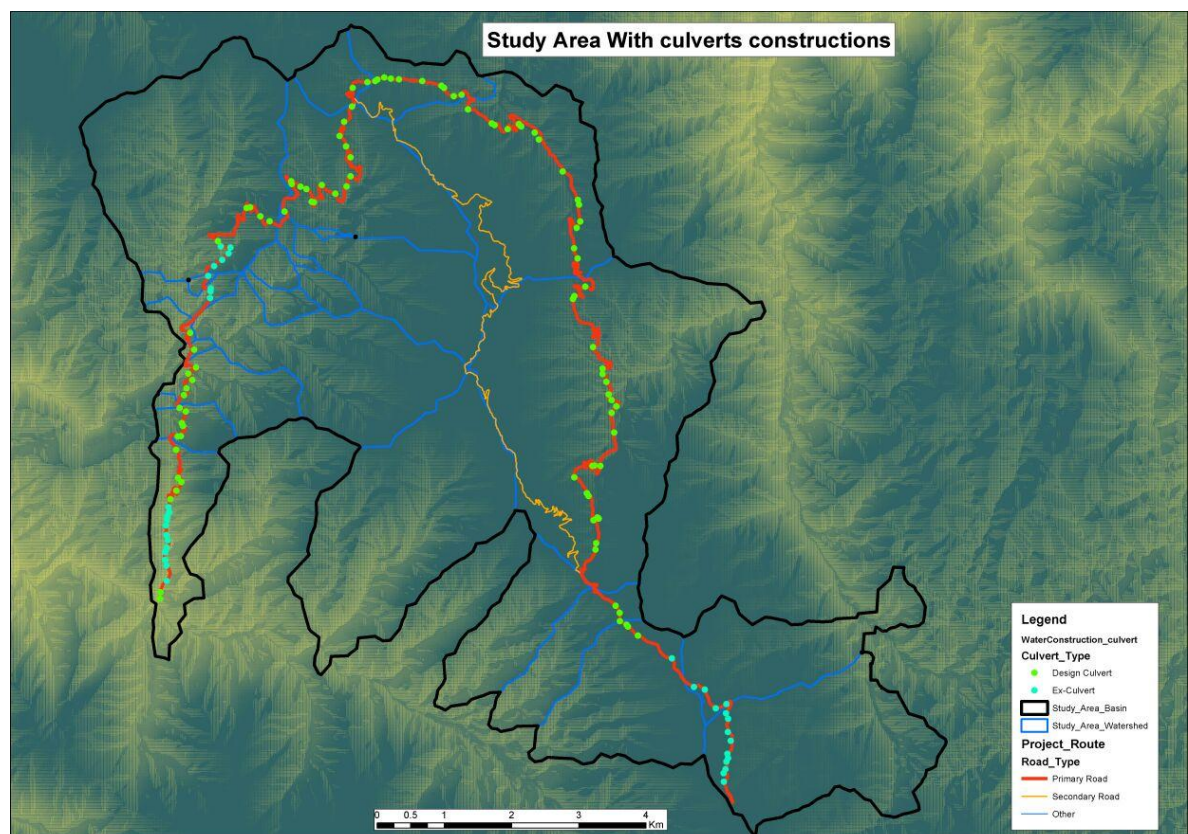 Study Area With culverts constructions
Legend
WaterConstruction_culvert
Culvert_Type
Design Culvert
Ex-Culvert
Study_Area_Basin
Study_Area_Watershed
Project_Route
Road_Type
Primary Road
Secondary Road
Other
0 0.5 1 2 3 4
Km